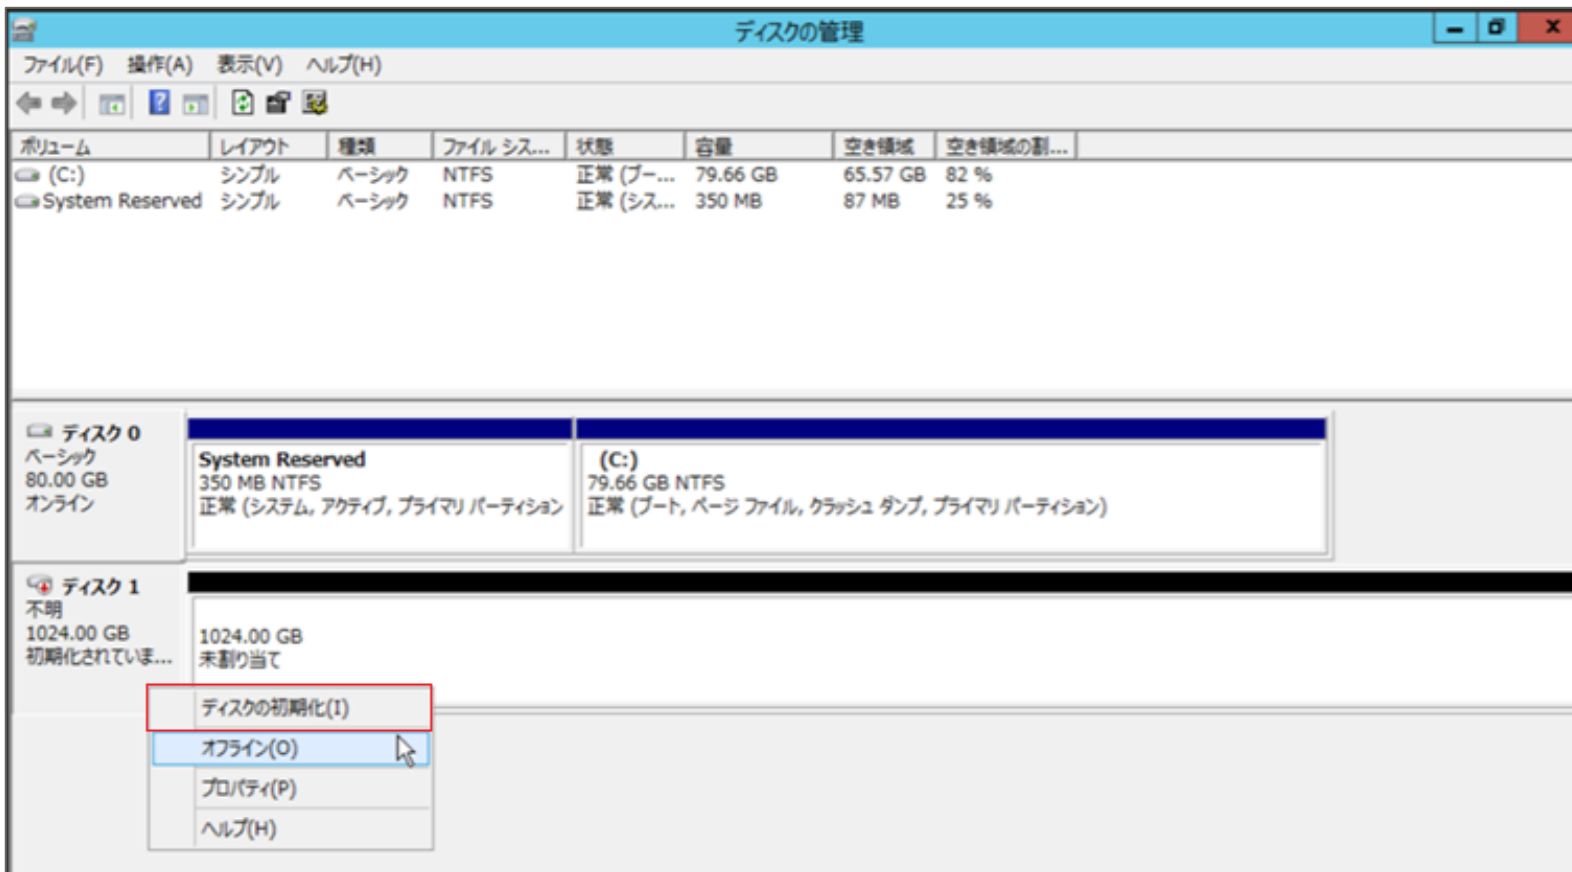 ディスクの管理
ファイル(F) 操作(A) 表示(V) ヘルプ(H)
ボリューム レイアウト 種類 ファイル シス... 状態 容量 空き領域 空き領域の割...
(C:) シンプル ベーシック NTFS 正常 (ブー... 79.66 GB 65.57 GB 82 %
System Reserved シンプル ベーシック NTFS 正常 (シス... 350 MB 87 MB 25 %
ディスク 0
ベーシック
80.00 GB
オンライン
System Reserved
350 MB NTFS
正常 (システム, アクティブ, プライマリ パーティション
(C:)
79.66 GB NTFS
正常 (ブート, ページ ファイル, クラッシュ ダンプ, プライマリ パーティション)
ディスク 1
不明
1024.00 GB
初期化されていま...
1024.00 GB
未割り当て
ディスクの初期化(I)
オフライン(O)
プロパティ(P)
ヘルプ(H)